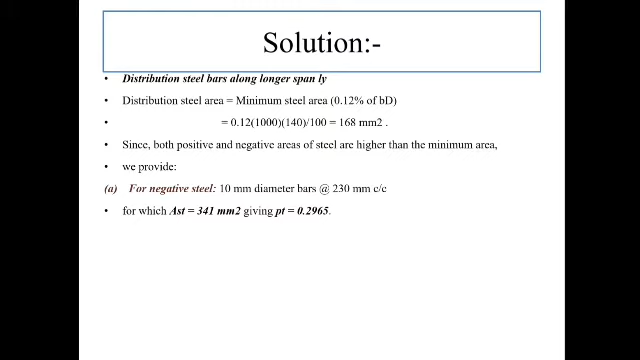 Solution:-
• Distribution steel bars along longer span ly
• Distribution steel area = Minimum steel area (0.12% of bD)
• = 0.12(1000)(140)/100 = 168 mm2 .
• Since, both positive and negative areas of steel are higher than the minimum area,
• we provide:
(a) For negative steel: 10 mm diameter bars @ 230 mm c/c
• for which Ast = 341 mm2 giving pt = 0.2965.